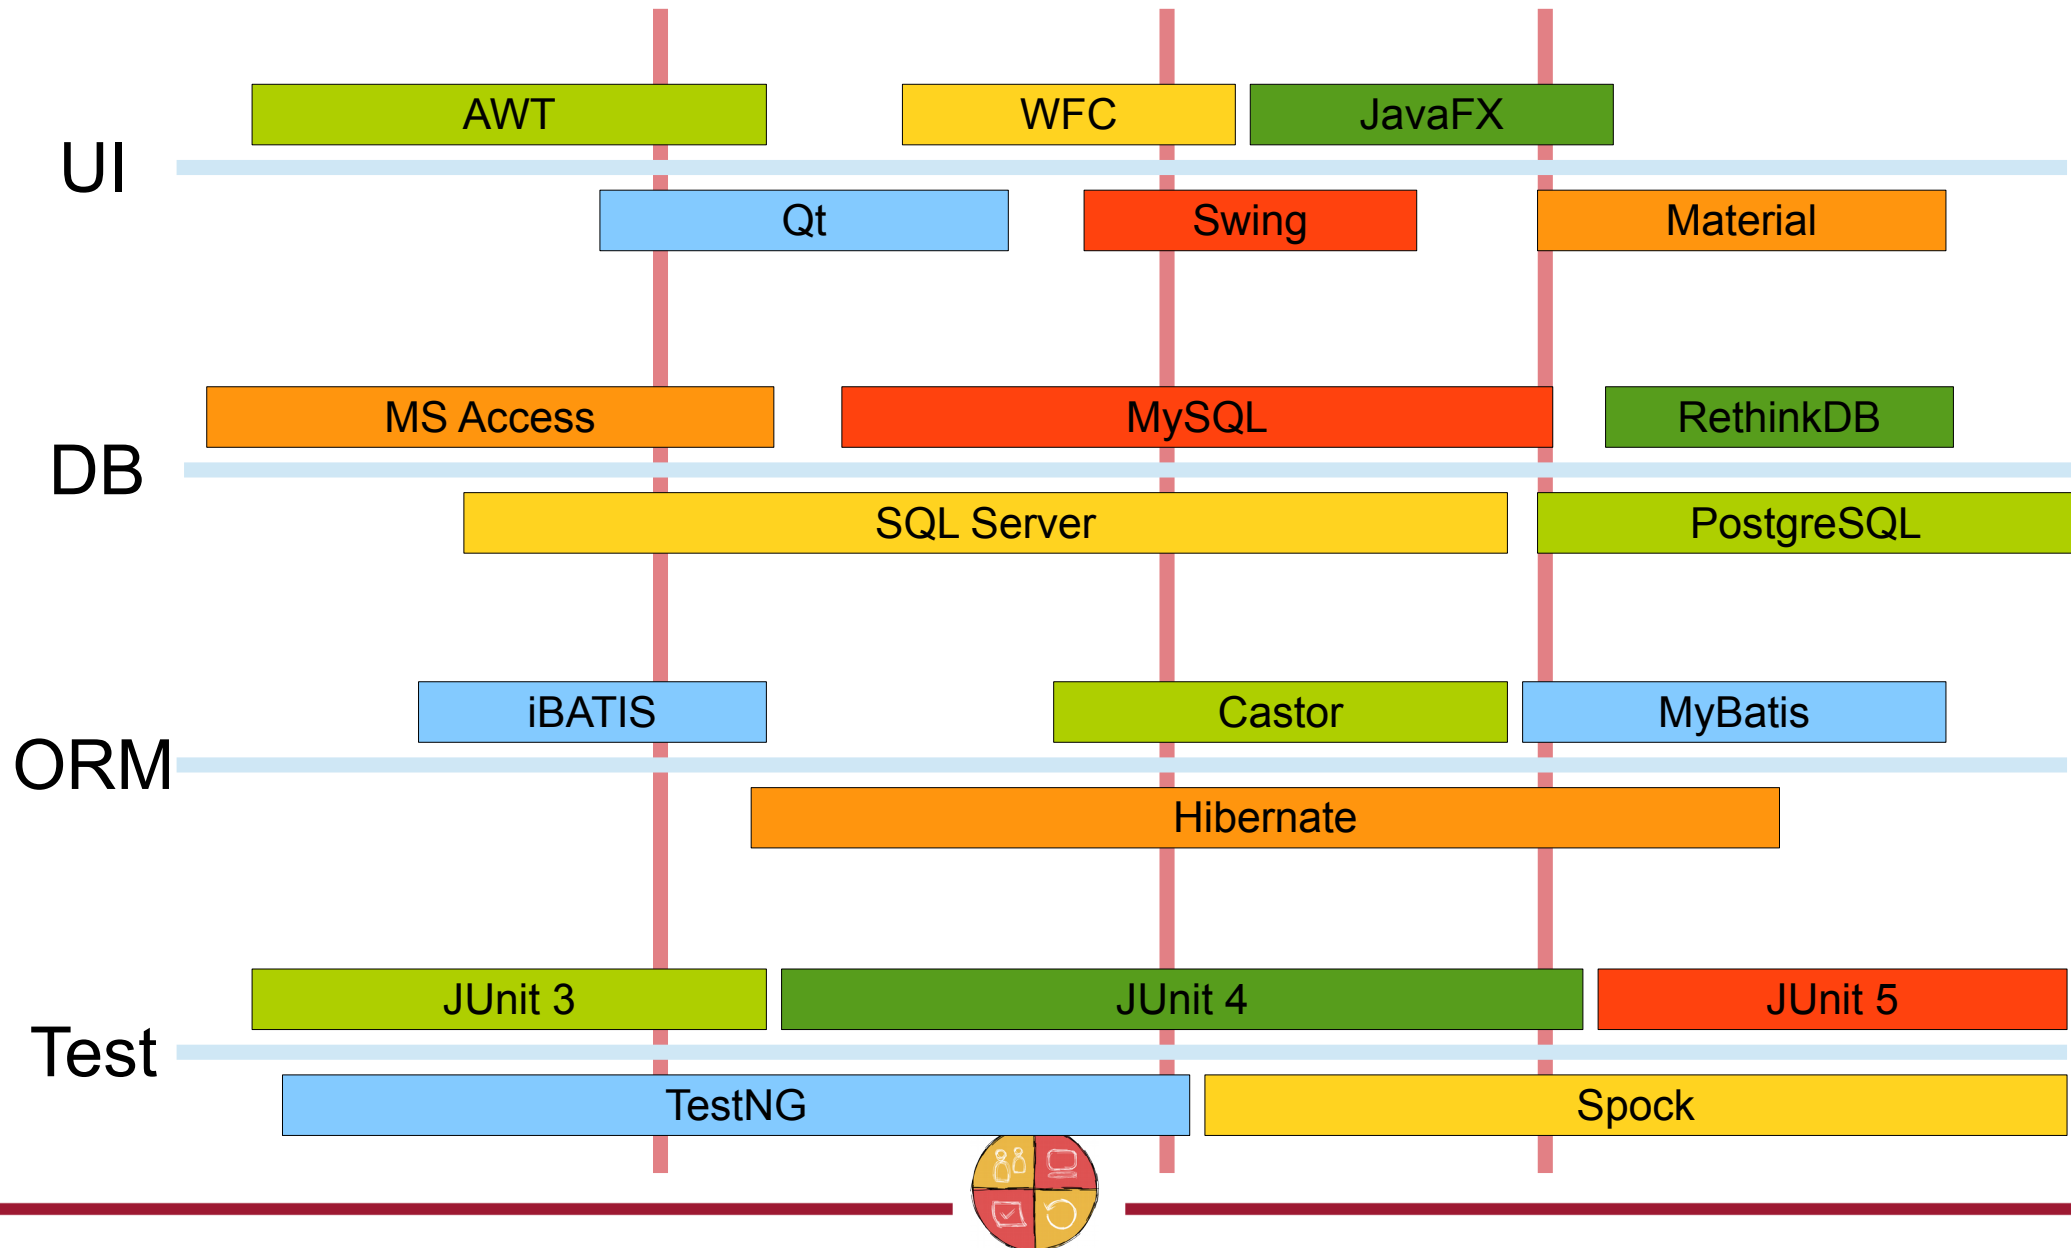 AWT
WFC
JavaFX
UI
Qt
Swing
Material
MS Access
MySQL
RethinkDB
DB
SQL Server
PostgreSQL
iBATIS
Castor
MyBatis
ORM
Hibernate
JUnit 3
JUnit 4
JUnit 5
Test
TestNG
Spock